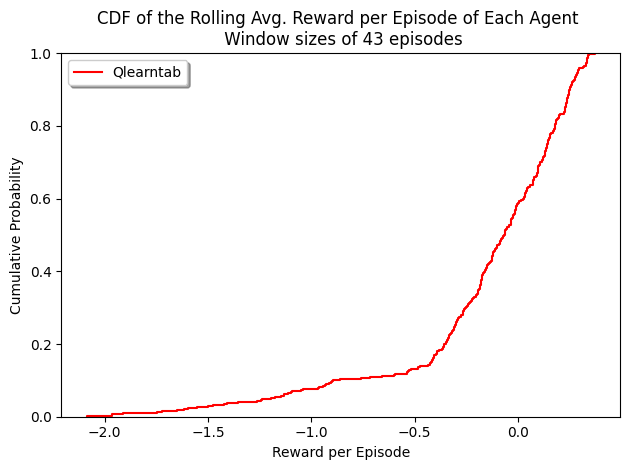 CDF of the Rolling Avg. Reward per Episode of Each Agent
Window sizes of 43 episodes
Qlearntab
1.0
0.8
0.6
0.4
0.2
0.0
Cumulative Probability
−2.0 −1.5 −1.0 −0.5 0.0
Reward per Episode